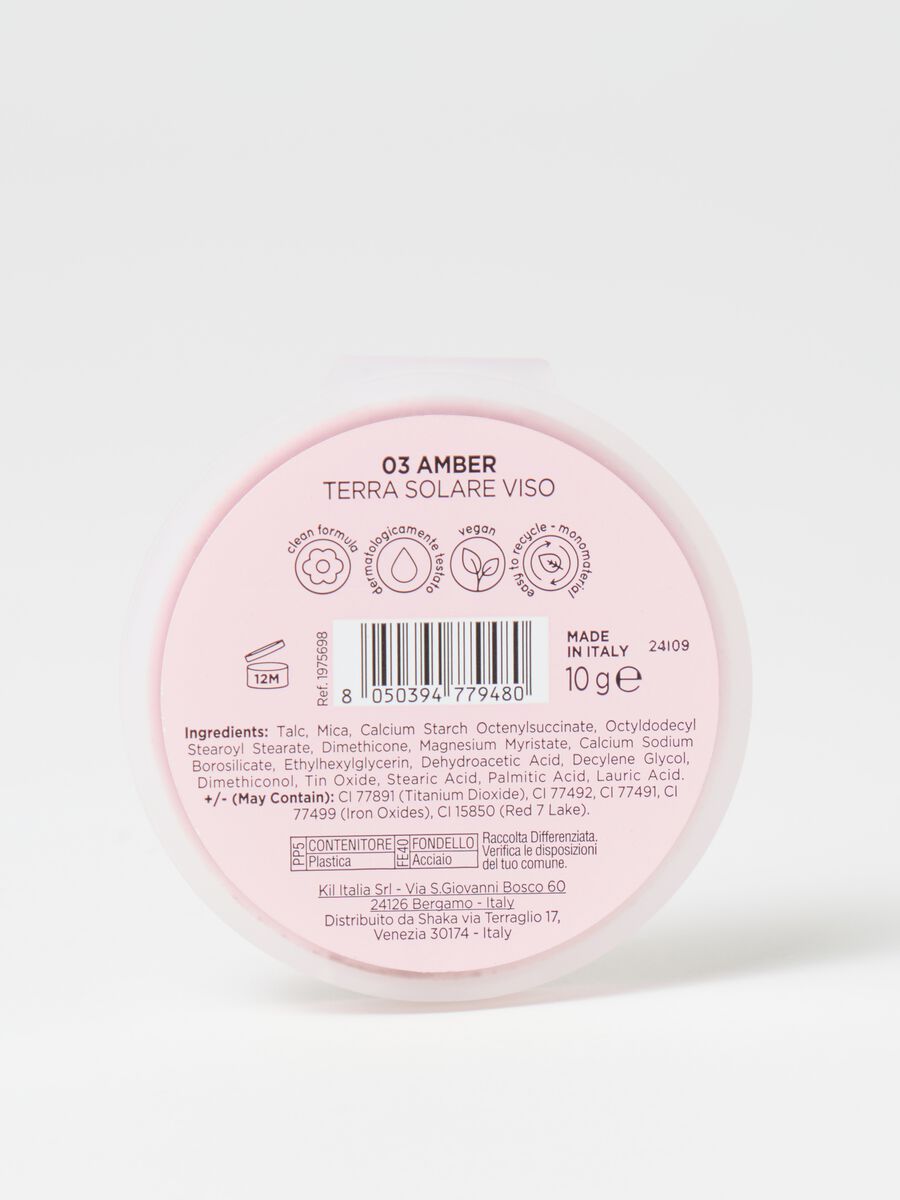 03 AMBER
TERRA SOLARE VISO
clean formula
dermatologicamente testato
vegan
easy to recycle - monomaterial
12M
Ref. 1975698
8 050394 779480
MADE
IN ITALY
24I09
10 g e
Ingredients: Talc, Mica, Calcium Starch Octenylsuccinate, Octyldodecyl
Stearoyl Stearate, Dimethicone, Magnesium Myristate, Calcium Sodium
Borosilicate, Ethylhexylglycerin, Dehydroacetic Acid, Decylene Glycol,
Dimethiconol, Tin Oxide, Stearic Acid, Palmitic Acid, Lauric Acid.
+/- (May Contain): CI 77891 (Titanium Dioxide), CI 77492, CI 77491, CI
77499 (Iron Oxides), CI 15850 (Red 7 Lake).
PP5
CONTENITORE
Plastica
FE40
FONDELLO
Acciaio
Raccolta Differenziata.
Verifica le disposizioni
del tuo comune.
Kil Italia Srl - Via S.Giovanni Bosco 60
24126 Bergamo - Italy
Distribuito da Shaka via Terraglio 17,
Venezia 30174 - Italy